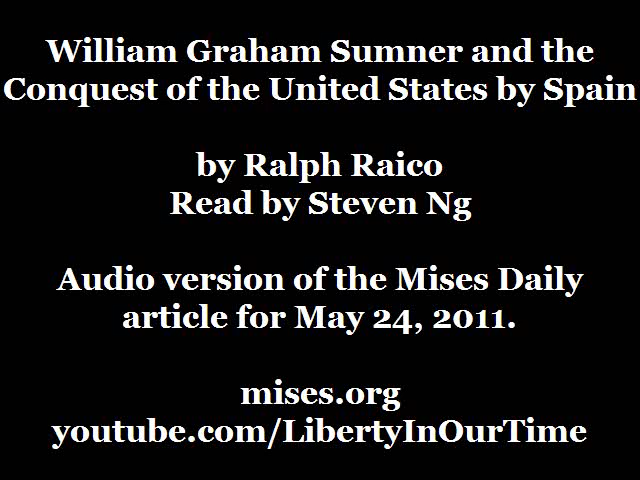 William Graham Sumner and the
Conquest of the United States by Spain
by Ralph Raico
Read by Steven Ng
Audio version of the Mises Daily
article for May 24, 2011.
mises.org
youtube.com/LibertyInOurTime